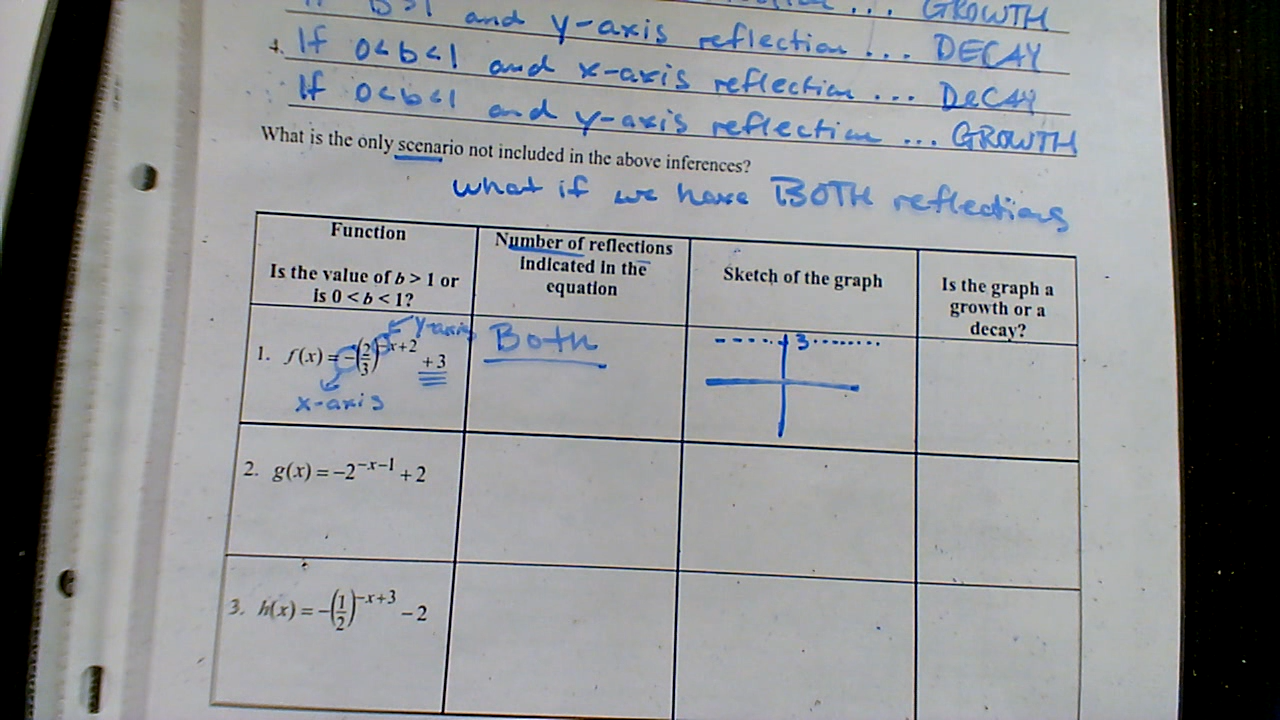 If b>1 and y-axis reflection ... DECAY
... GROWTH
4. If 0<b<1 and x-axis reflection ... DECAY
If 0<b<1 and y-axis reflection ... GROWTH
What is the only scenario not included in the above inferences?
What if we have BOTH reflections
Function
Is the value of b > 1 or
is 0 < b < 1?
Number of reflections
indicated in the
equation
Sketch of the graph
Is the graph a
growth or a
decay?
y-axis
1. f(x) = -(2/3)^(-x+2) + 3
x-axis
Both
3
2. g(x) = -2^(-x-1) + 2
3. h(x) = -(1/2)^(-x+3) - 2